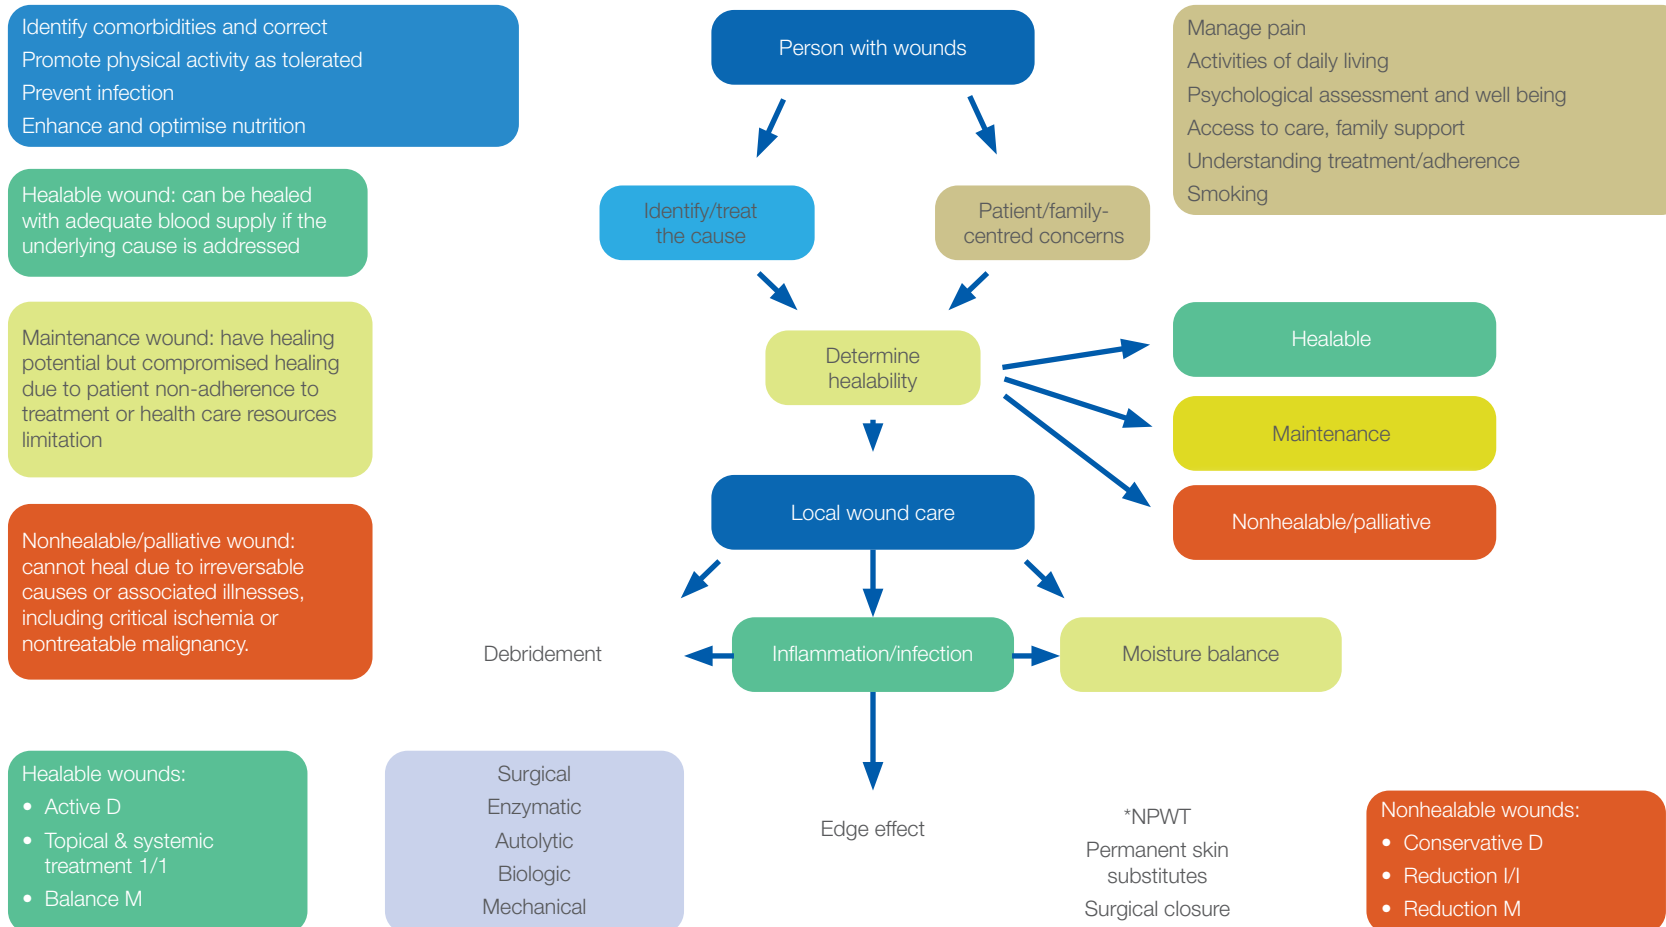 Identify comorbidities and correct
Promote physical activity as tolerated
Prevent infection
Enhance and optimise nutrition
Person with wounds
Manage pain
Activities of daily living
Psychological assessment and well being
Access to care, family support
Understanding treatment/adherence
Smoking
Healable wound: can be healed
with adequate blood supply if the
underlying cause is addressed
Identify/treat
the cause
Patient/family-
centred concerns
Maintenance wound: have healing
potential but compromised healing
due to patient non-adherence to
treatment or health care resources
limitation
Determine
healability
Healable
Maintenance
Nonhealable/palliative
Nonhealable/palliative wound:
cannot heal due to irreversable
causes or associated illnesses,
including critical ischemia or
nontreatable malignancy.
Local wound care
Debridement
Inflammation/infection
Moisture balance
Healable wounds:
• Active D
• Topical & systemic
treatment 1/1
• Balance M
Surgical
Enzymatic
Autolytic
Biologic
Mechanical
Edge effect
*NPWT
Permanent skin
substitutes
Surgical closure
Nonhealable wounds:
• Conservative D
• Reduction I/I
• Reduction M